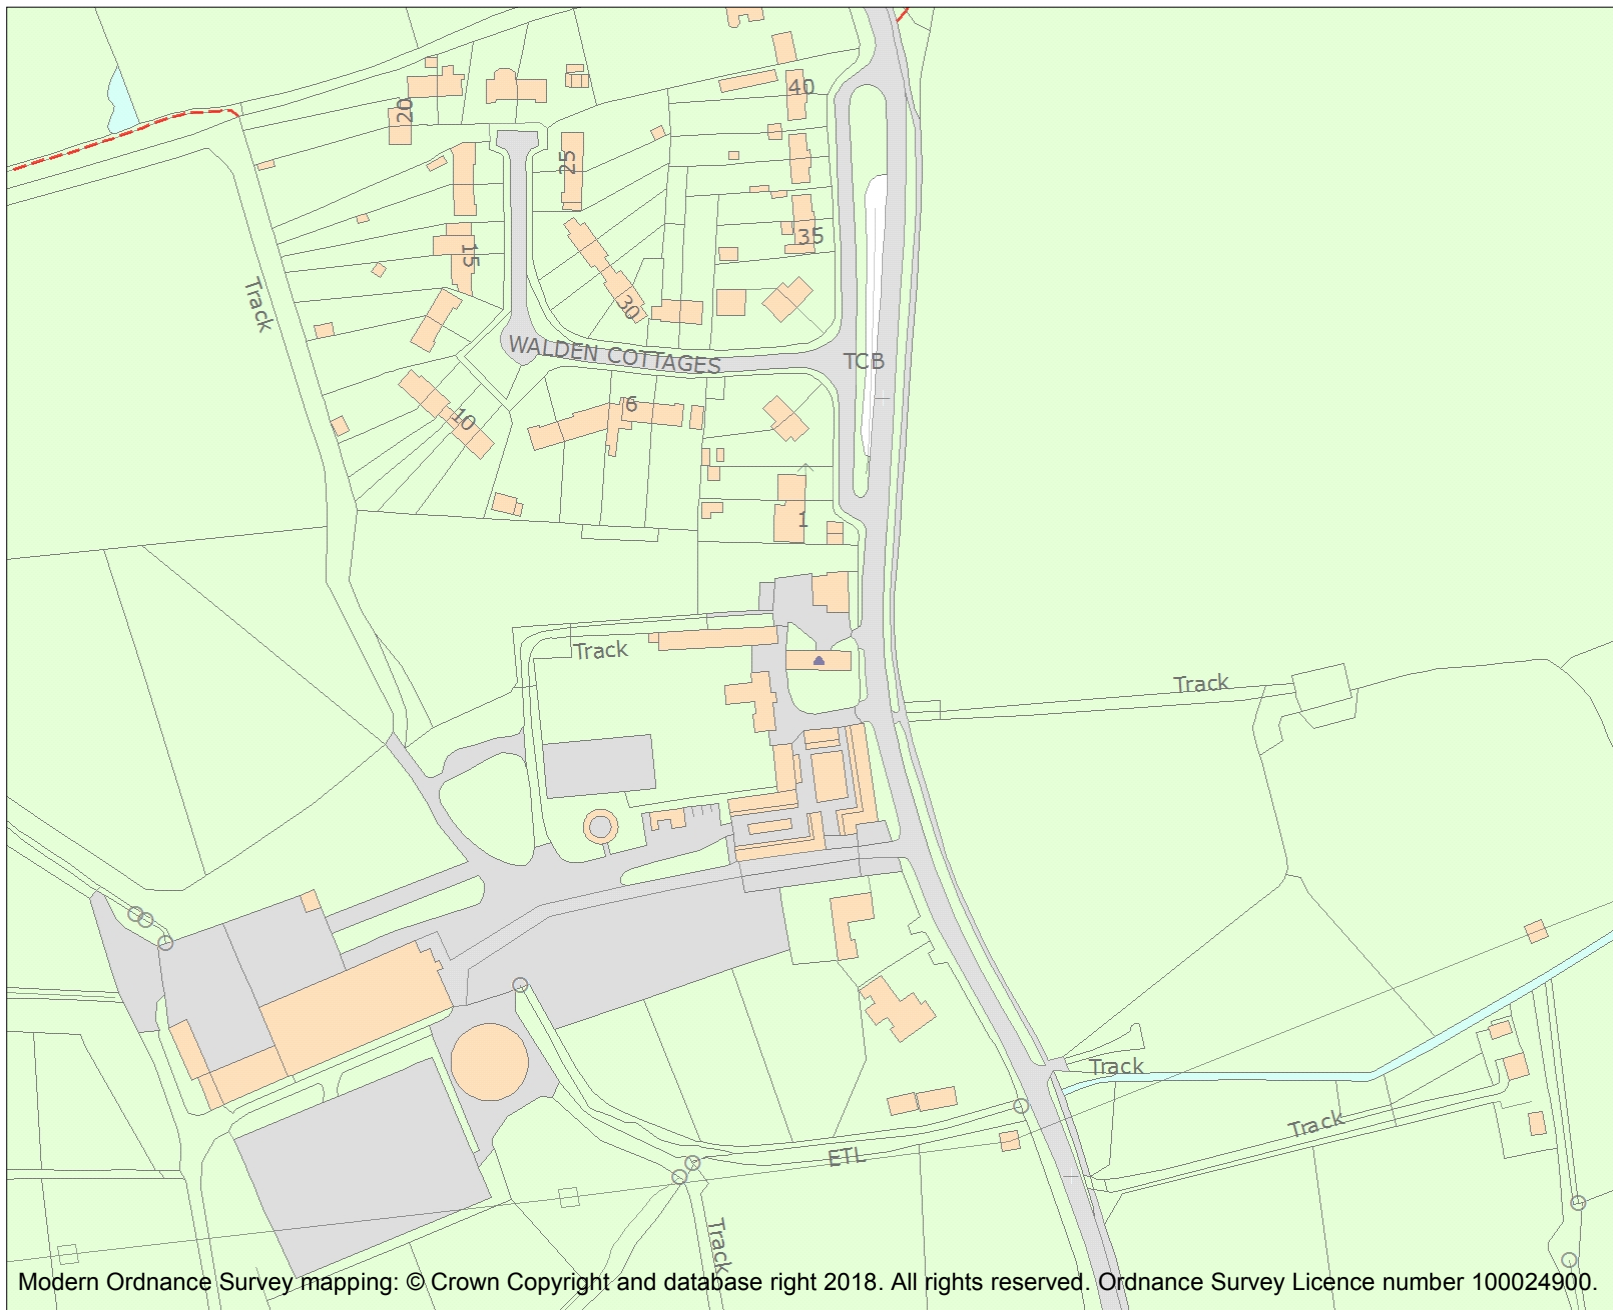 40
20
25
35
15
Track
30
WALDEN COTTAGES
TCB
6
10
1
Track
Track
Track
Track
ETL
Track
Modern Ordnance Survey mapping: © Crown Copyright and database right 2018. All rights reserved. Ordnance Survey Licence number 100024900.